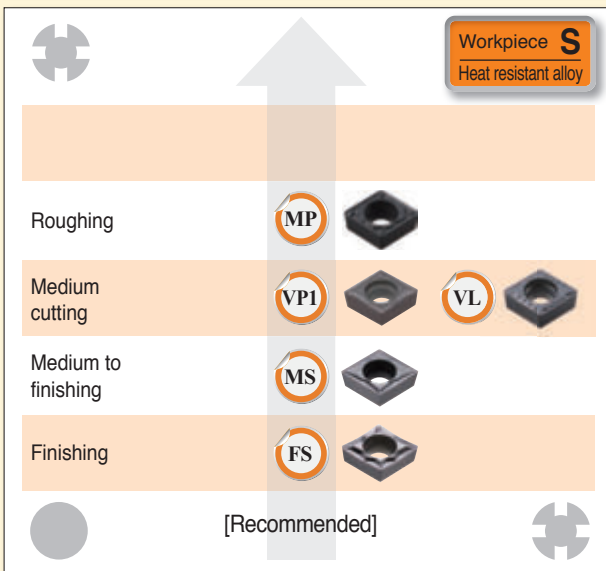 Workpiece S
Heat resistant alloy
Roughing
MP
Medium
cutting
VP1
VL
Medium to
finishing
MS
Finishing
FS
[Recommended]